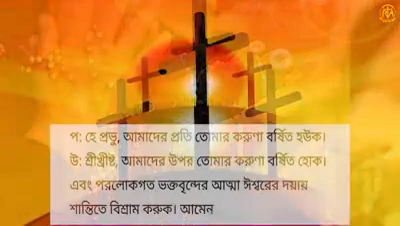 প: হে প্রভু, আমাদের প্রতি তোমার করুণা বর্ষিত হউক।
উ: শ্রীখ্রীষ্ট, আমাদের উপর তোমার করুণা বর্ষিত হোক।
এবং পরলোকগত ভক্তবৃন্দের আত্মা ঈশ্বরের দয়ায়
শান্তিতে বিশ্রাম করুক। আমেন